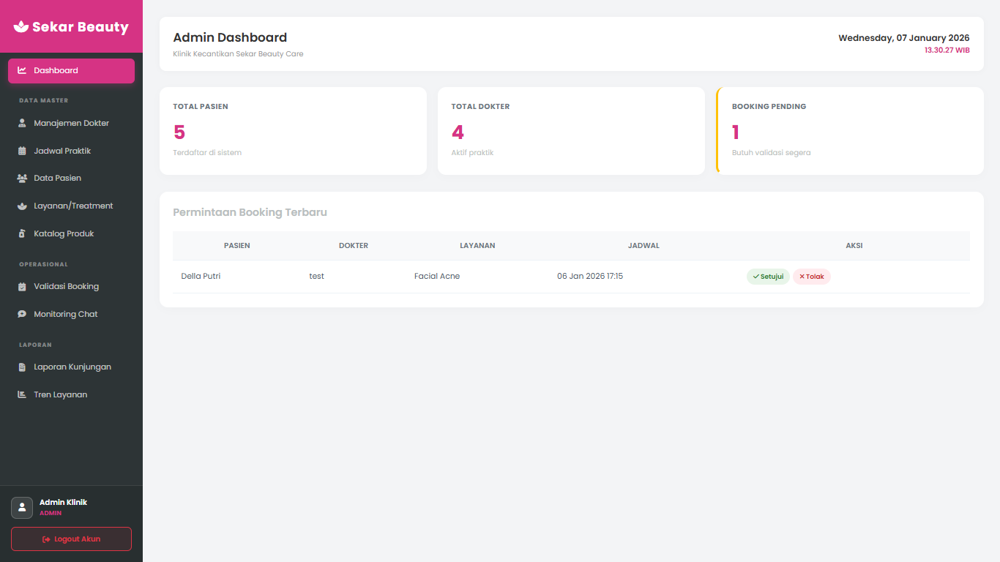 Sekar Beauty
Dashboard
DATA MASTER
Manajemen Dokter
Jadwal Praktik
Data Pasien
Layanan/Treatment
Katalog Produk
OPERASIONAL
Validasi Booking
Monitoring Chat
LAPORAN
Laporan Kunjungan
Tren Layanan
Admin Klinik
ADMIN
Logout Akun
Admin Dashboard
Klinik Kecantikan Sekar Beauty Care
Wednesday, 07 January 2026
13.30.27 WIB
TOTAL PASIEN
5
Terdaftar di sistem
TOTAL DOKTER
4
Aktif praktik
BOOKING PENDING
1
Butuh validasi segera
Permintaan Booking Terbaru
PASIEN DOKTER LAYANAN JADWAL AKSI
Della Putri test Facial Acne 06 Jan 2026 17:15 Setujui Tolak